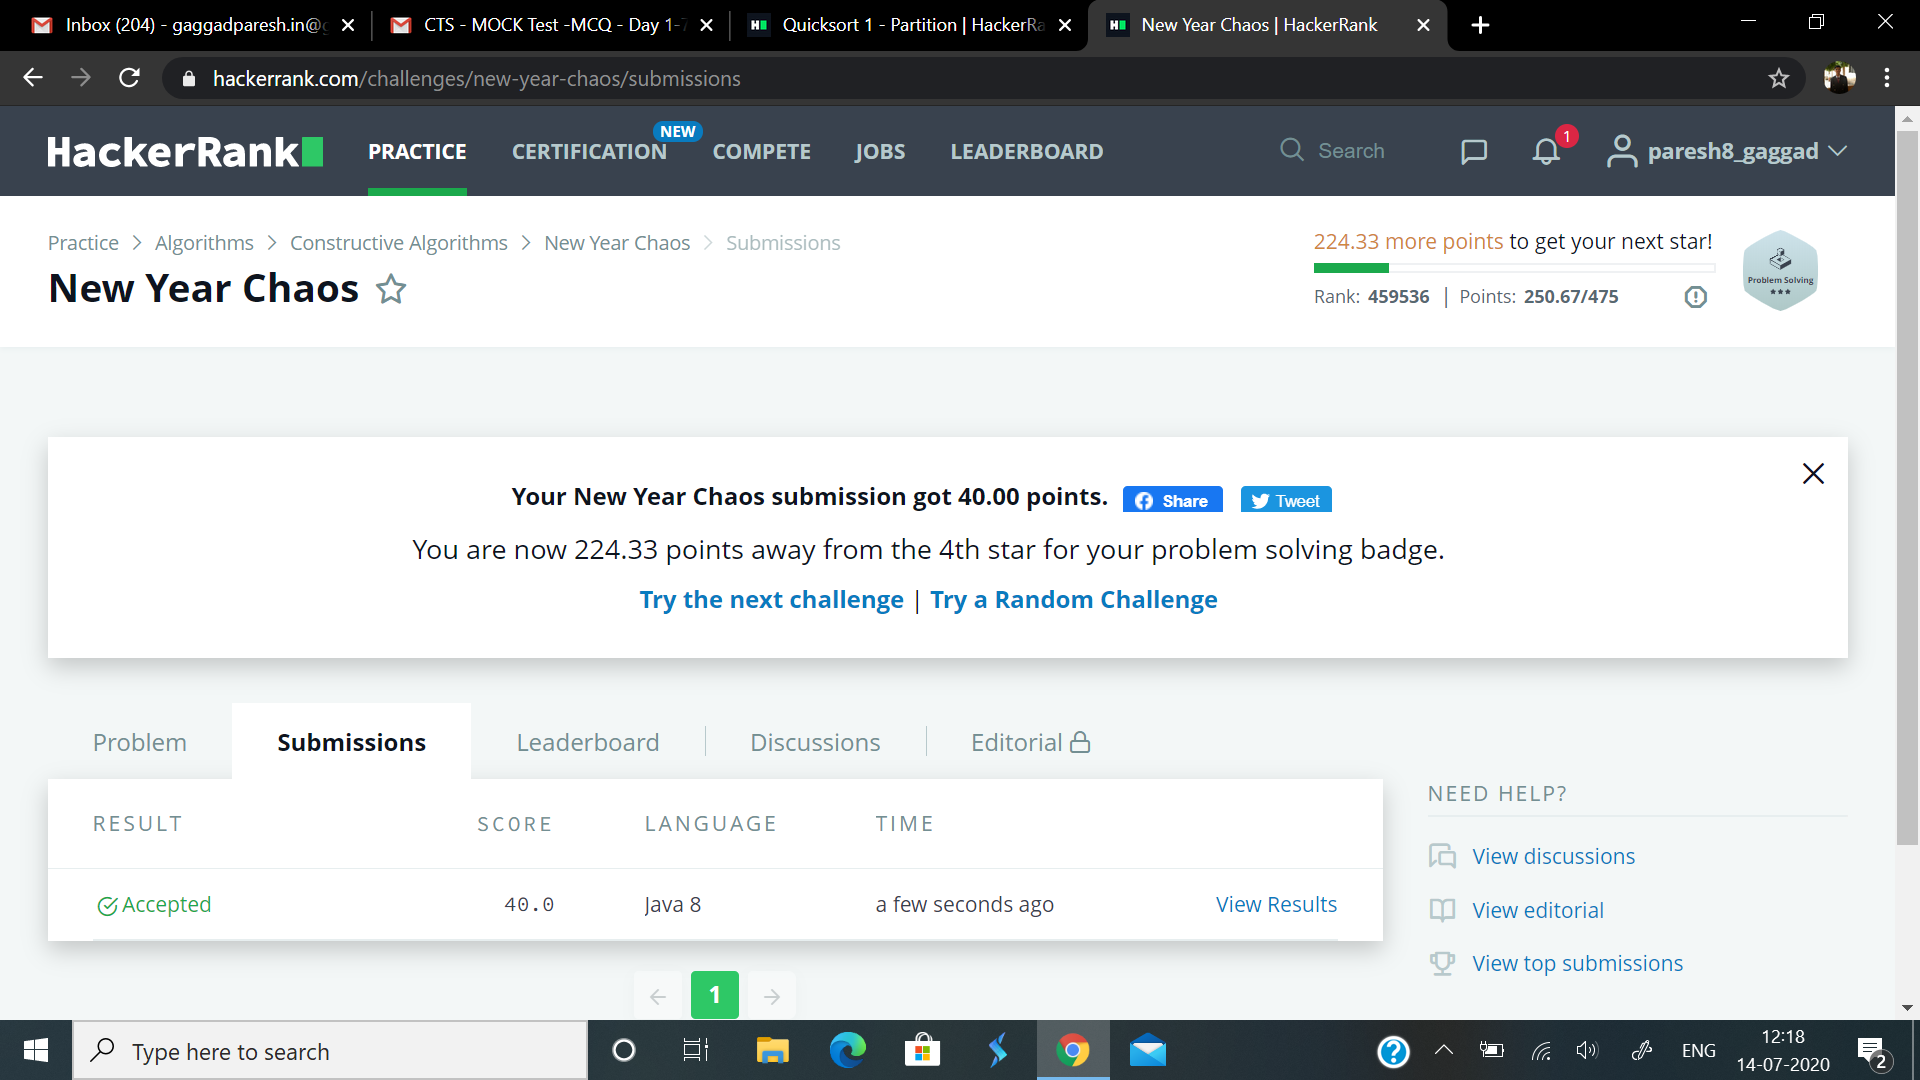 Inbox (204) - gaggadparesh.in@g
CTS - MOCK Test -MCQ - Day 1-7
Quicksort 1 - Partition | HackerRa
New Year Chaos | HackerRank
hackerrank.com/challenges/new-year-chaos/submissions
HackerRank
PRACTICE
CERTIFICATION
NEW
COMPETE
JOBS
LEADERBOARD
Search
1
paresh8_gaggad
Practice > Algorithms > Constructive Algorithms > New Year Chaos > Submissions
New Year Chaos
224.33 more points to get your next star!
Rank: 459536 | Points: 250.67/475
Problem Solving
Your New Year Chaos submission got 40.00 points.
Share
Tweet
You are now 224.33 points away from the 4th star for your problem solving badge.
Try the next challenge | Try a Random Challenge
Problem
Submissions
Leaderboard
Discussions
Editorial
RESULT SCORE LANGUAGE TIME
Accepted 40.0 Java 8 a few seconds ago View Results
1
NEED HELP?
View discussions
View editorial
View top submissions
Type here to search
ENG
12:18
14-07-2020
2